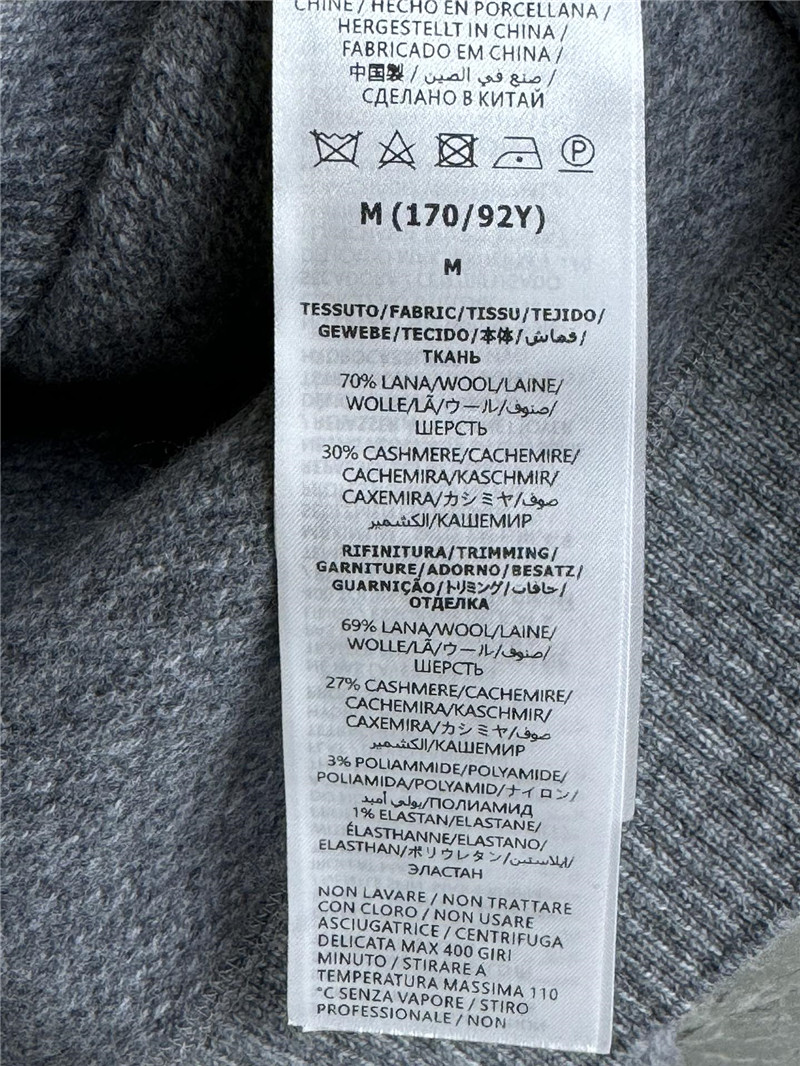 CHINE / HECHO EN PORCELLANA /
HERGESTELLT IN CHINA /
FABRICADO EM CHINA /
中国製 / صنع في الصين /
СДЕЛАНО В КИТАЙ
P
M (170/92Y)
M
TESSUTO/FABRIC/TISSU/TEJIDO/
GEWEBE/TECIDO/本体/قماش/
ТКАНЬ
70% LANA/WOOL/LAINE/
WOLLE/LÃ/ウール/صنوف/
ШЕРСТЬ
30% CASHMERE/CACHEMIRE/
CACHEMIRA/KASCHMIR/
CAXEMIRA/カシミヤ/صوف
الكشمير/КАШЕМИР
RIFINITURA/TRIMMING/
GARNITURE/ADORNO/BESATZ/
GUARNIÇÃO/トリミング/حافات/
ОТДЕЛКА
69% LANA/WOOL/LAINE/
WOLLE/LÃ/ウール/صنوف/
ШЕРСТЬ
27% CASHMERE/CACHEMIRE/
CACHEMIRA/KASCHMIR/
CAXEMIRA/カシミヤ/صوف
الكشمير/КАШЕМИР
3% POLIAMMIDE/POLYAMIDE/
POLIAMIDA/POLYAMID/ナイロン/
بولي أميد/ПОЛИАМИД
1% ELASTAN/ELASTANE/
ÉLASTHANNE/ELASTANO/
ELASTHAN/ポリウレタン/إيلاستين/
ЭЛАСТАН
NON LAVARE / NON TRATTARE
CON CLORO / NON USARE
ASCIUGATRICE / CENTRIFUGA
DELICATA MAX 400 GIRI
MINUTO / STIRARE A
TEMPERATURA MASSIMA 110
°C SENZA VAPORE / STIRO
PROFESSIONALE / NON